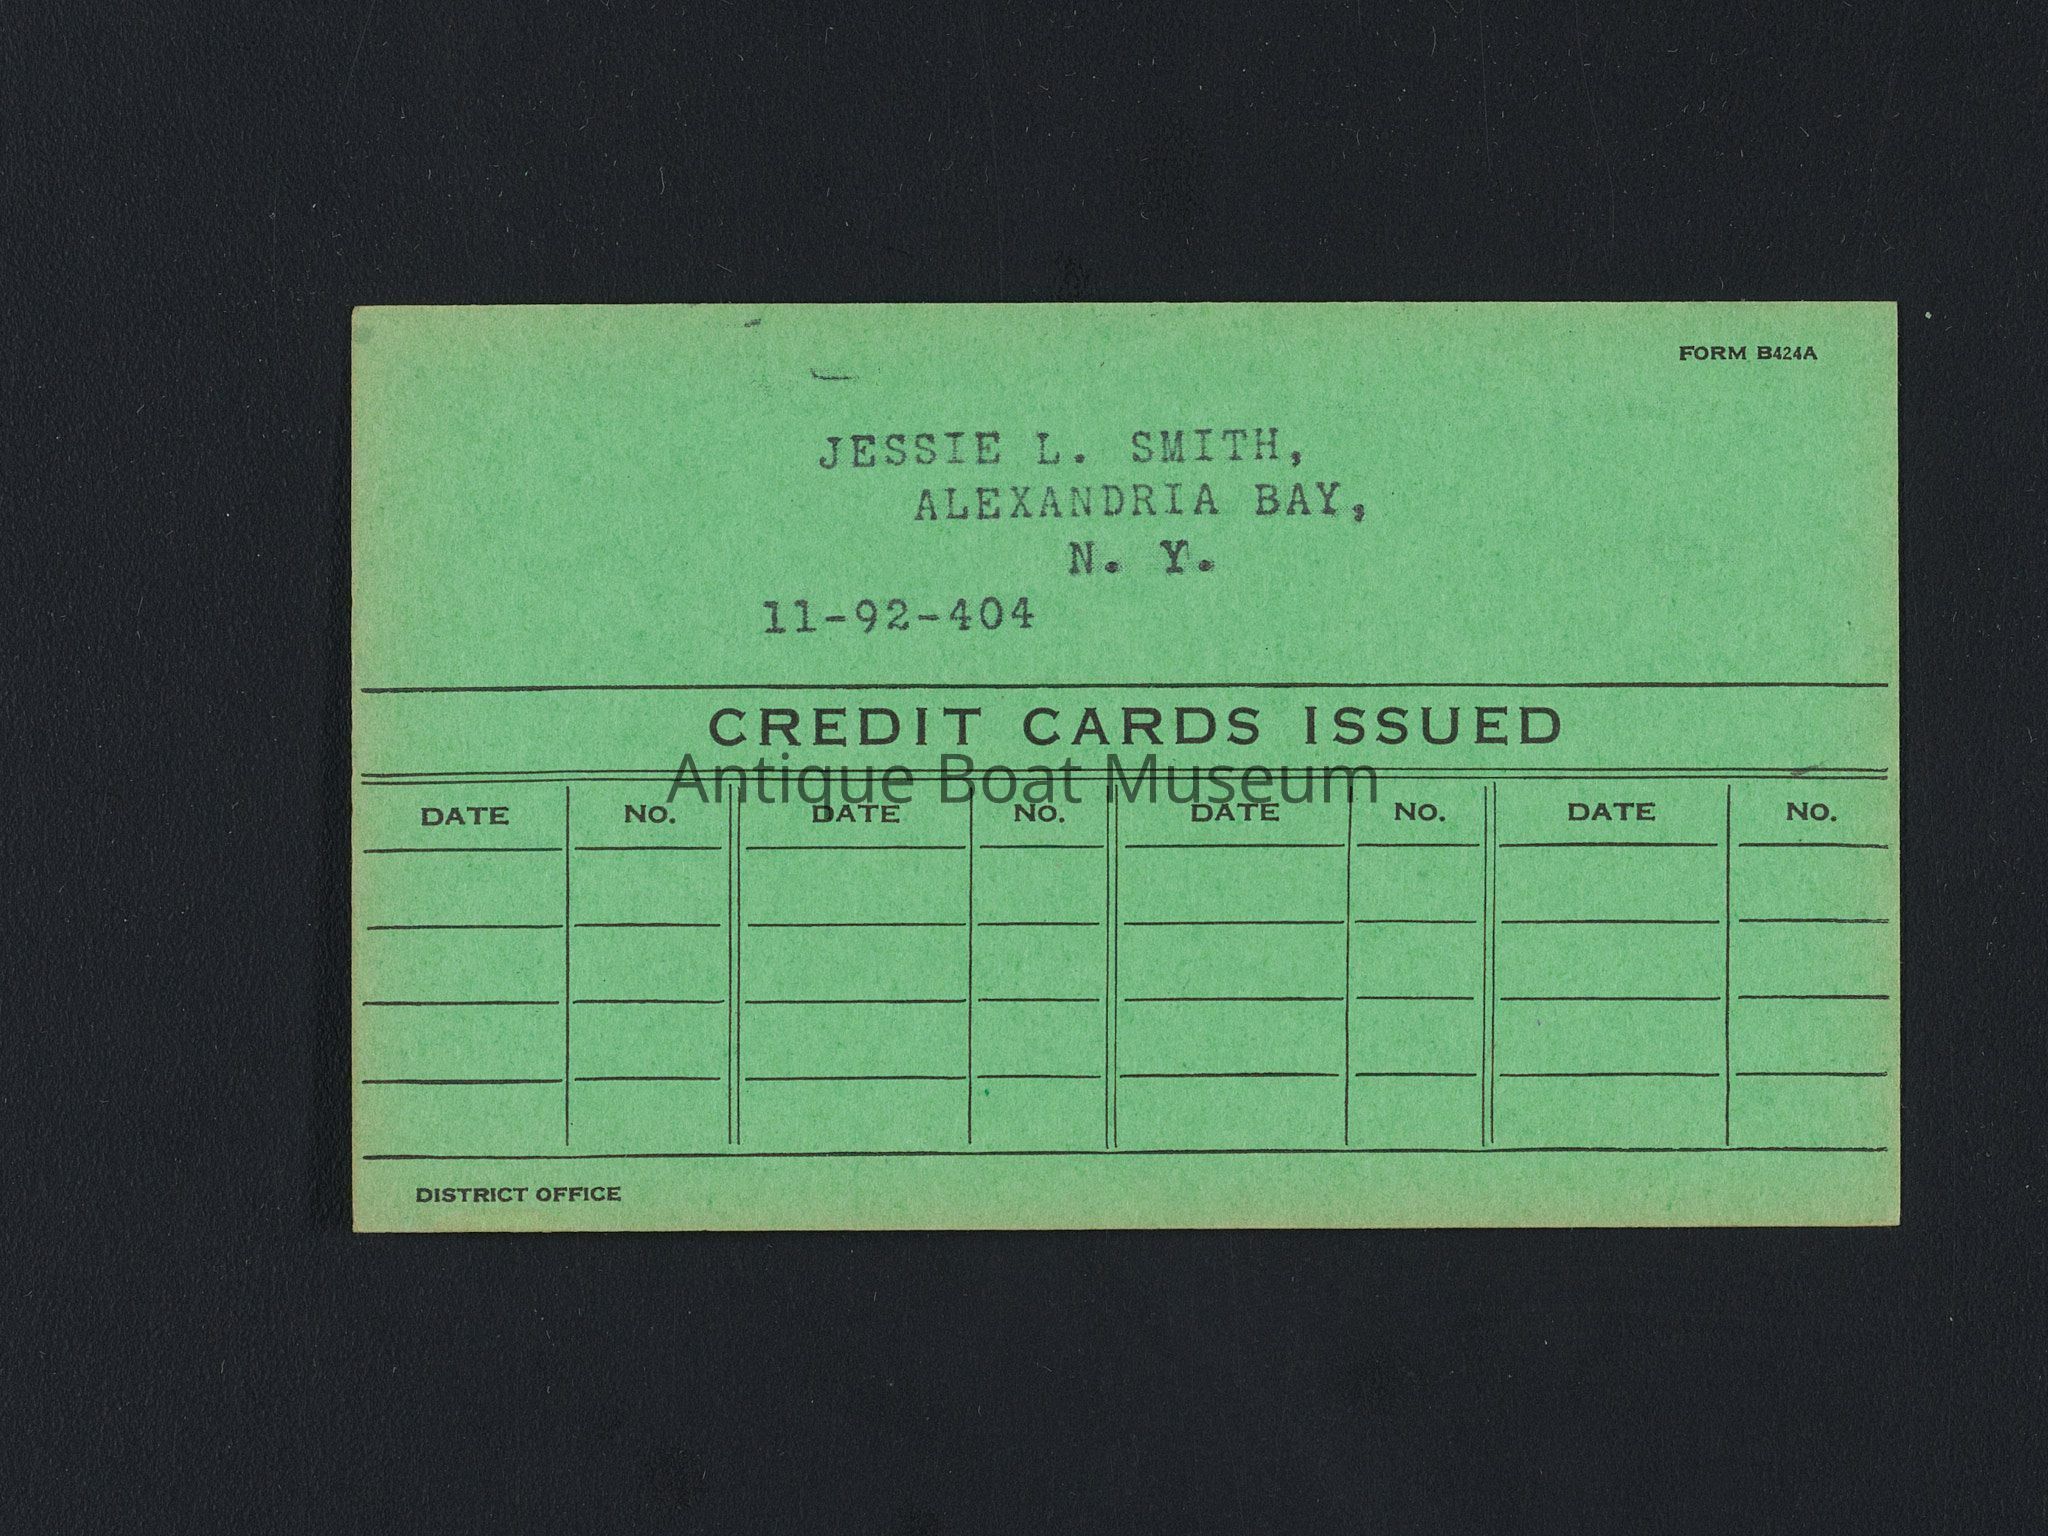 FORM B424A
JESSIE L. SMITH,
ALEXANDRIA BAY,
N. Y.
11-92-404
CREDIT CARDS ISSUED
Antique Boat Museum
DATE NO. DATE NO. DATE NO. DATE NO.
DISTRICT OFFICE